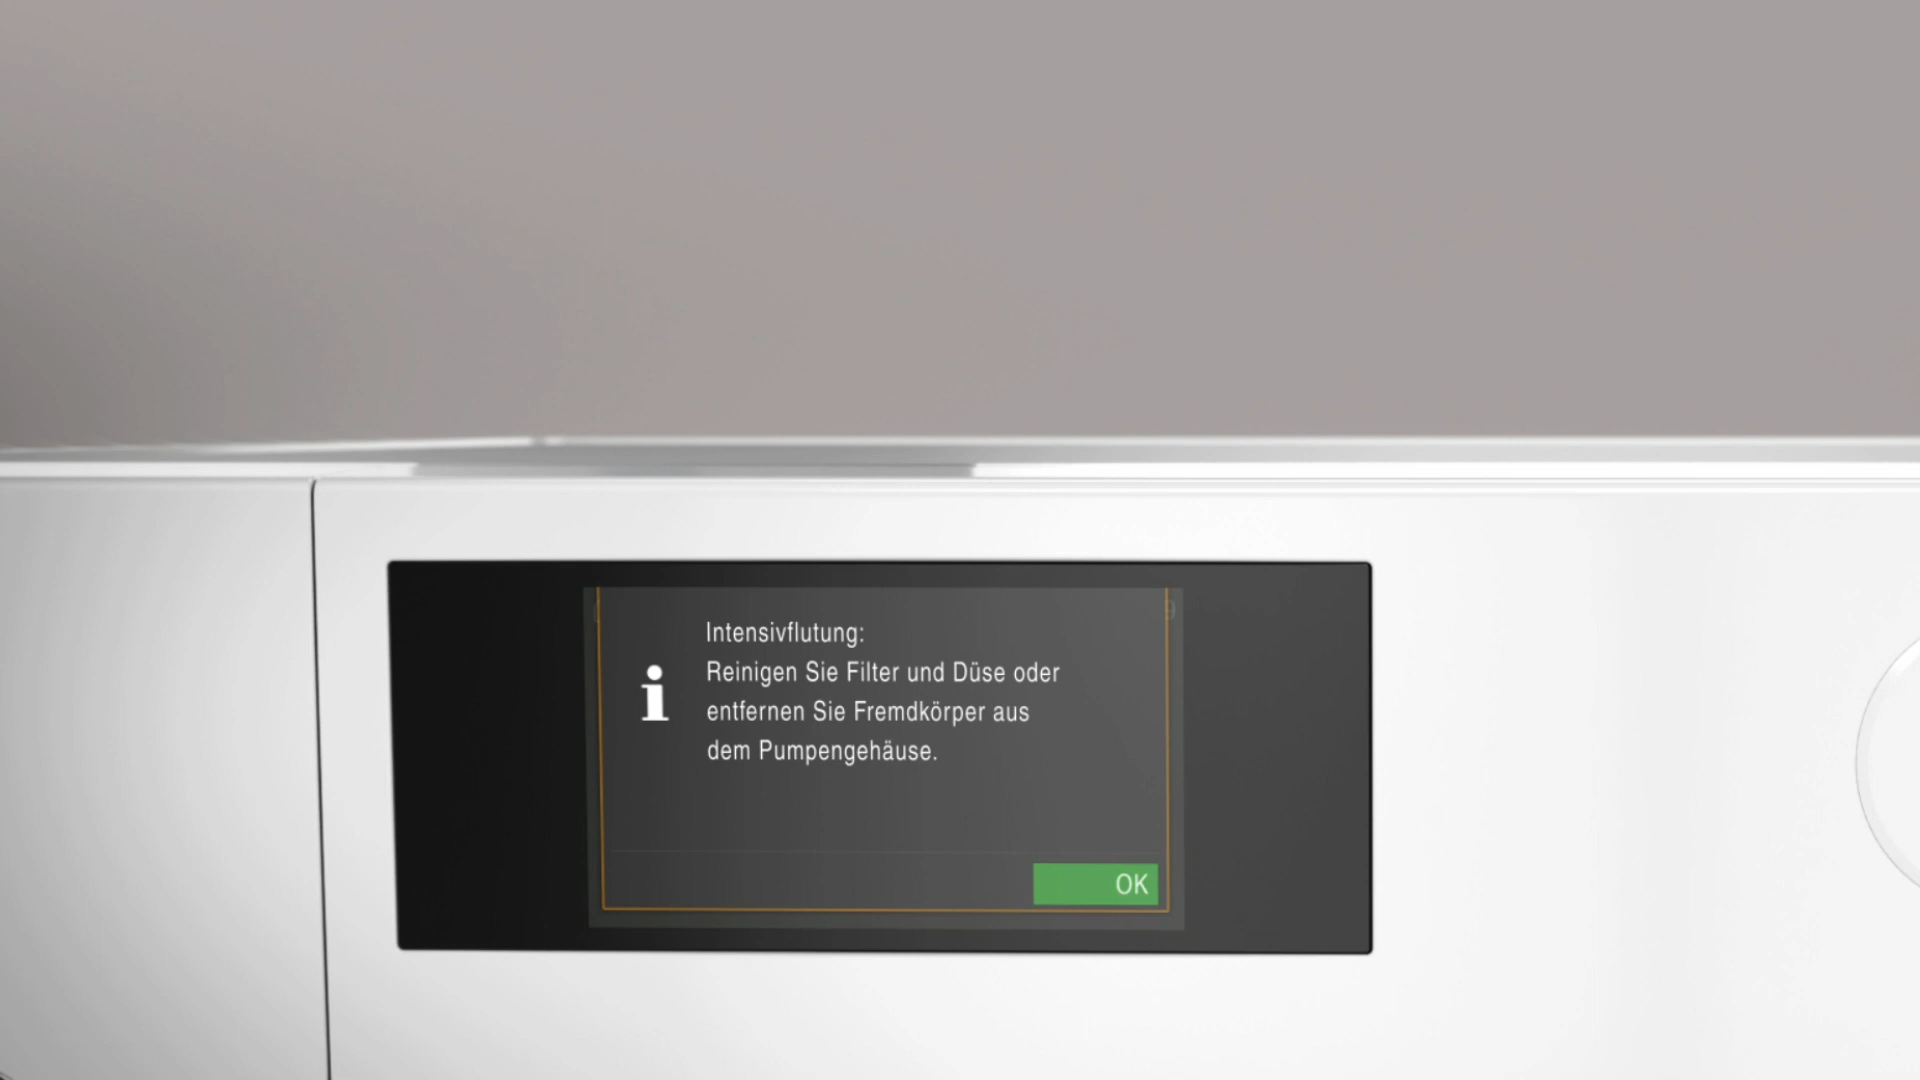 Intensivflutung:
Reinigen Sie Filter und Düse oder
entfernen Sie Fremdkörper aus
dem Pumpengehäuse.
OK